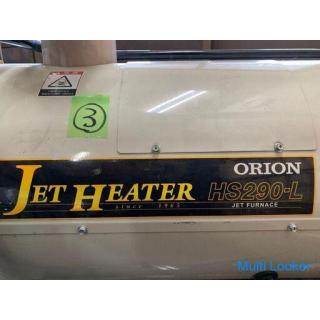 ③
JET HEATER
since 1965
ORION
HS290-L
JET FURNACE
Multi Looker